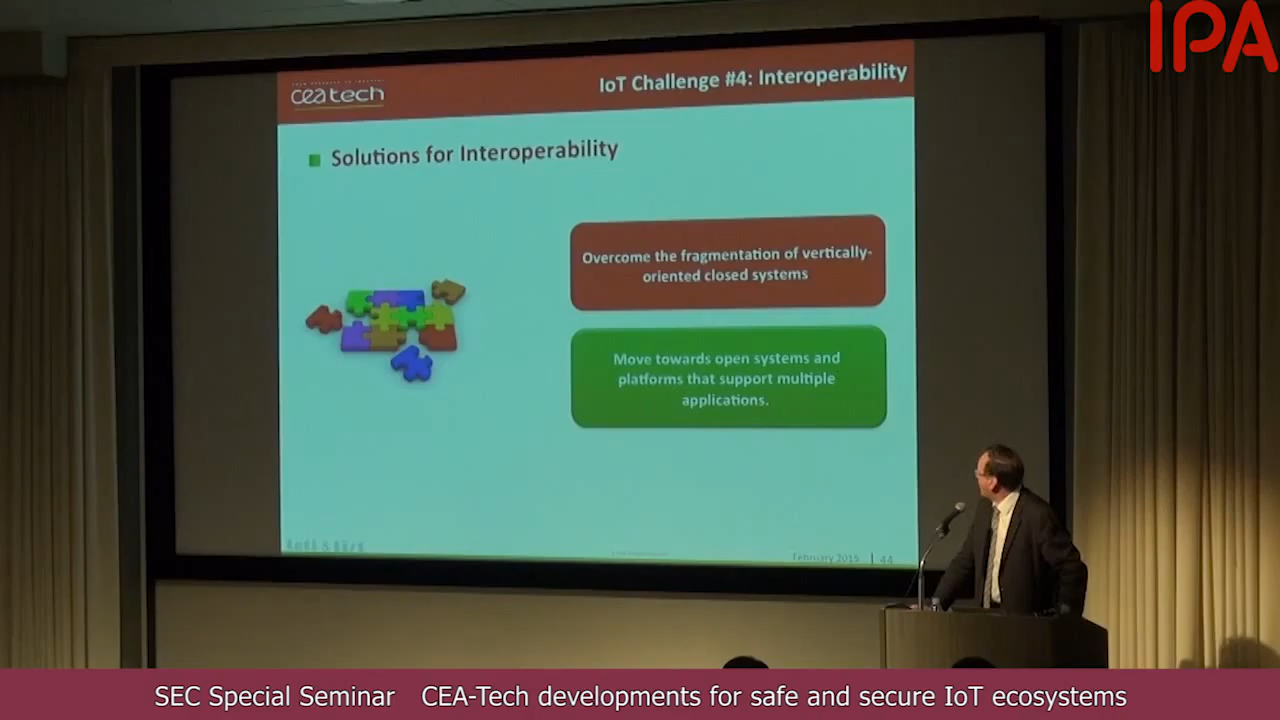 IPA
ceatech
IoT Challenge #4: Interoperability
Solutions for Interoperability
Overcome the fragmentation of vertically-
oriented closed systems
Move towards open systems and
platforms that support multiple
applications.
February 2015 | 44
SEC Special Seminar CEA-Tech developments for safe and secure IoT ecosystems